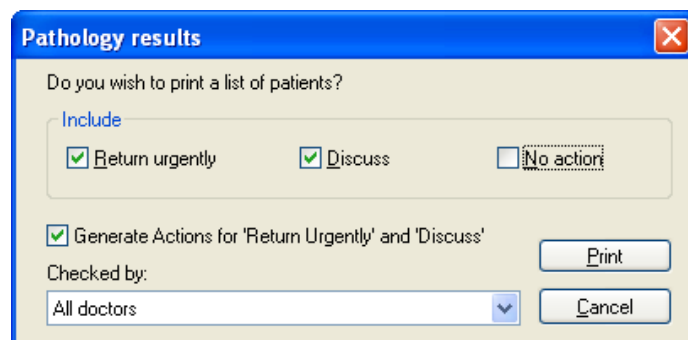 Pathology results
Do you wish to print a list of patients?
Include
Return urgently Discuss No action
Generate Actions for 'Return Urgently' and 'Discuss'
Print
Checked by:
All doctors
Cancel